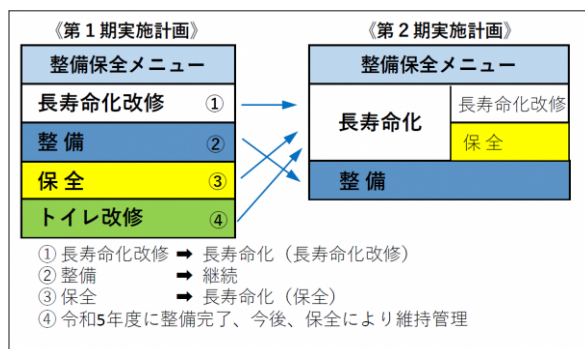 《第１期実施計画》
《第２期実施計画》
整備保全メニュー
整備保全メニュー
長寿命化改修 ①
整 備 ②
保 全 ③
トイレ改修 ④
長寿命化
長寿命化改修
保 全
整 備
① 長寿命化改修 ➡ 長寿命化（長寿命化改修）
② 整備 ➡ 継続
③ 保全 ➡ 長寿命化（保全）
④ 令和5年度に整備完了、今後、保全により維持管理